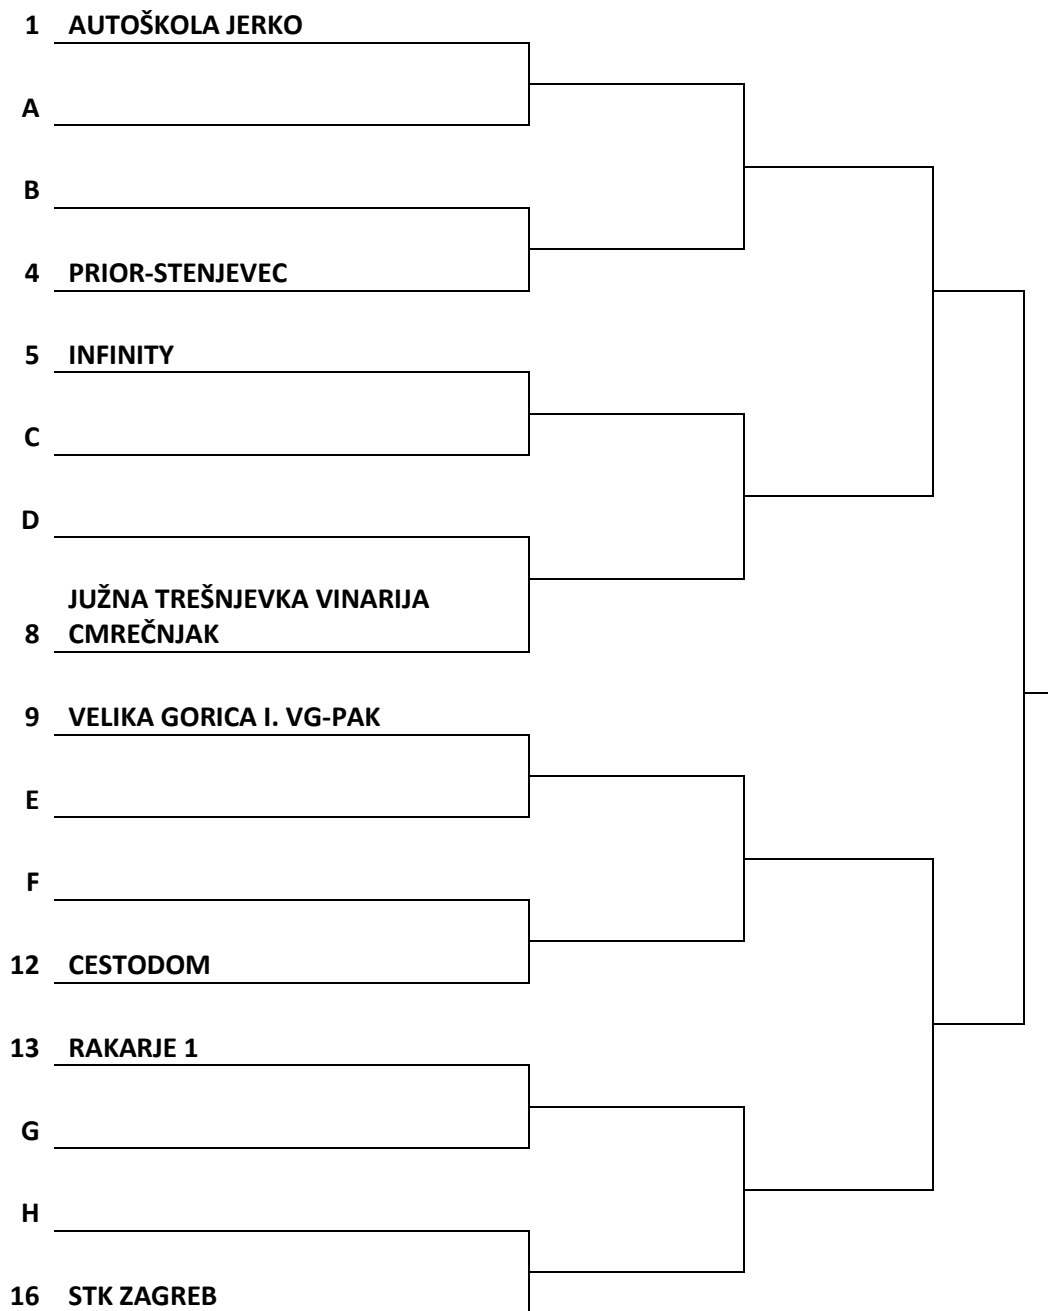 1 AUTOŠKOLA JERKO
A
B
4 PRIOR-STENJEVEC
5 INFINITY
C
D
JUŽNA TREŠNJEVKA VINARIJA
8 CMREČNJAK
9 VELIKA GORICA I. VG-PAK
E
F
12 CESTODOM
13 RAKARJE 1
G
H
16 STK ZAGREB